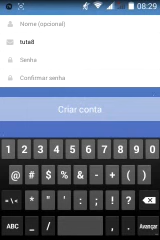 08:29
Nome (opcional)
tuta8
Senha
Confirmar senha
Criar conta
1 2 3 4 5 6 7 8 9 0
@ # $ % & - + ( )
= \ < * " ' : ; ! ?
ABC _ / , . Avançar